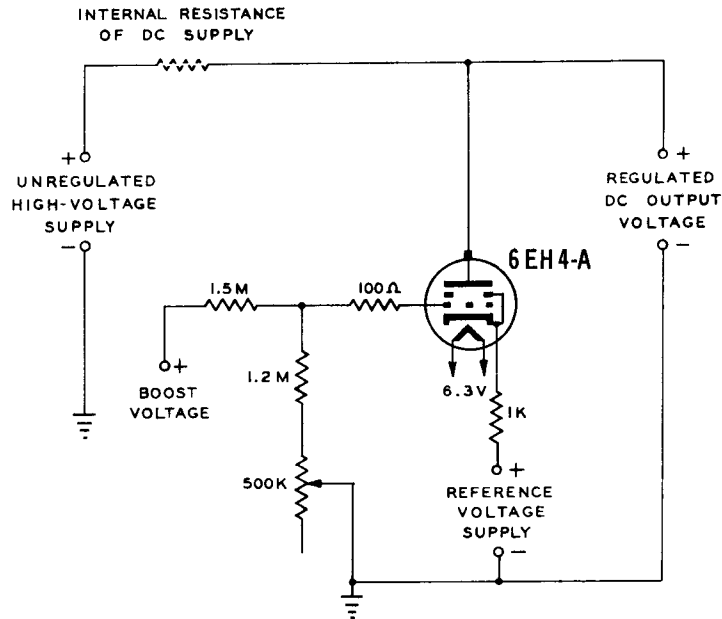 INTERNAL RESISTANCE
OF DC SUPPLY
+
UNREGULATED
HIGH-VOLTAGE
SUPPLY
−
+
REGULATED
DC OUTPUT
VOLTAGE
−
6EH4-A
1.5M
100Ω
+
BOOST
VOLTAGE
1.2M
6.3V
1K
500K
+
REFERENCE
VOLTAGE
SUPPLY
−